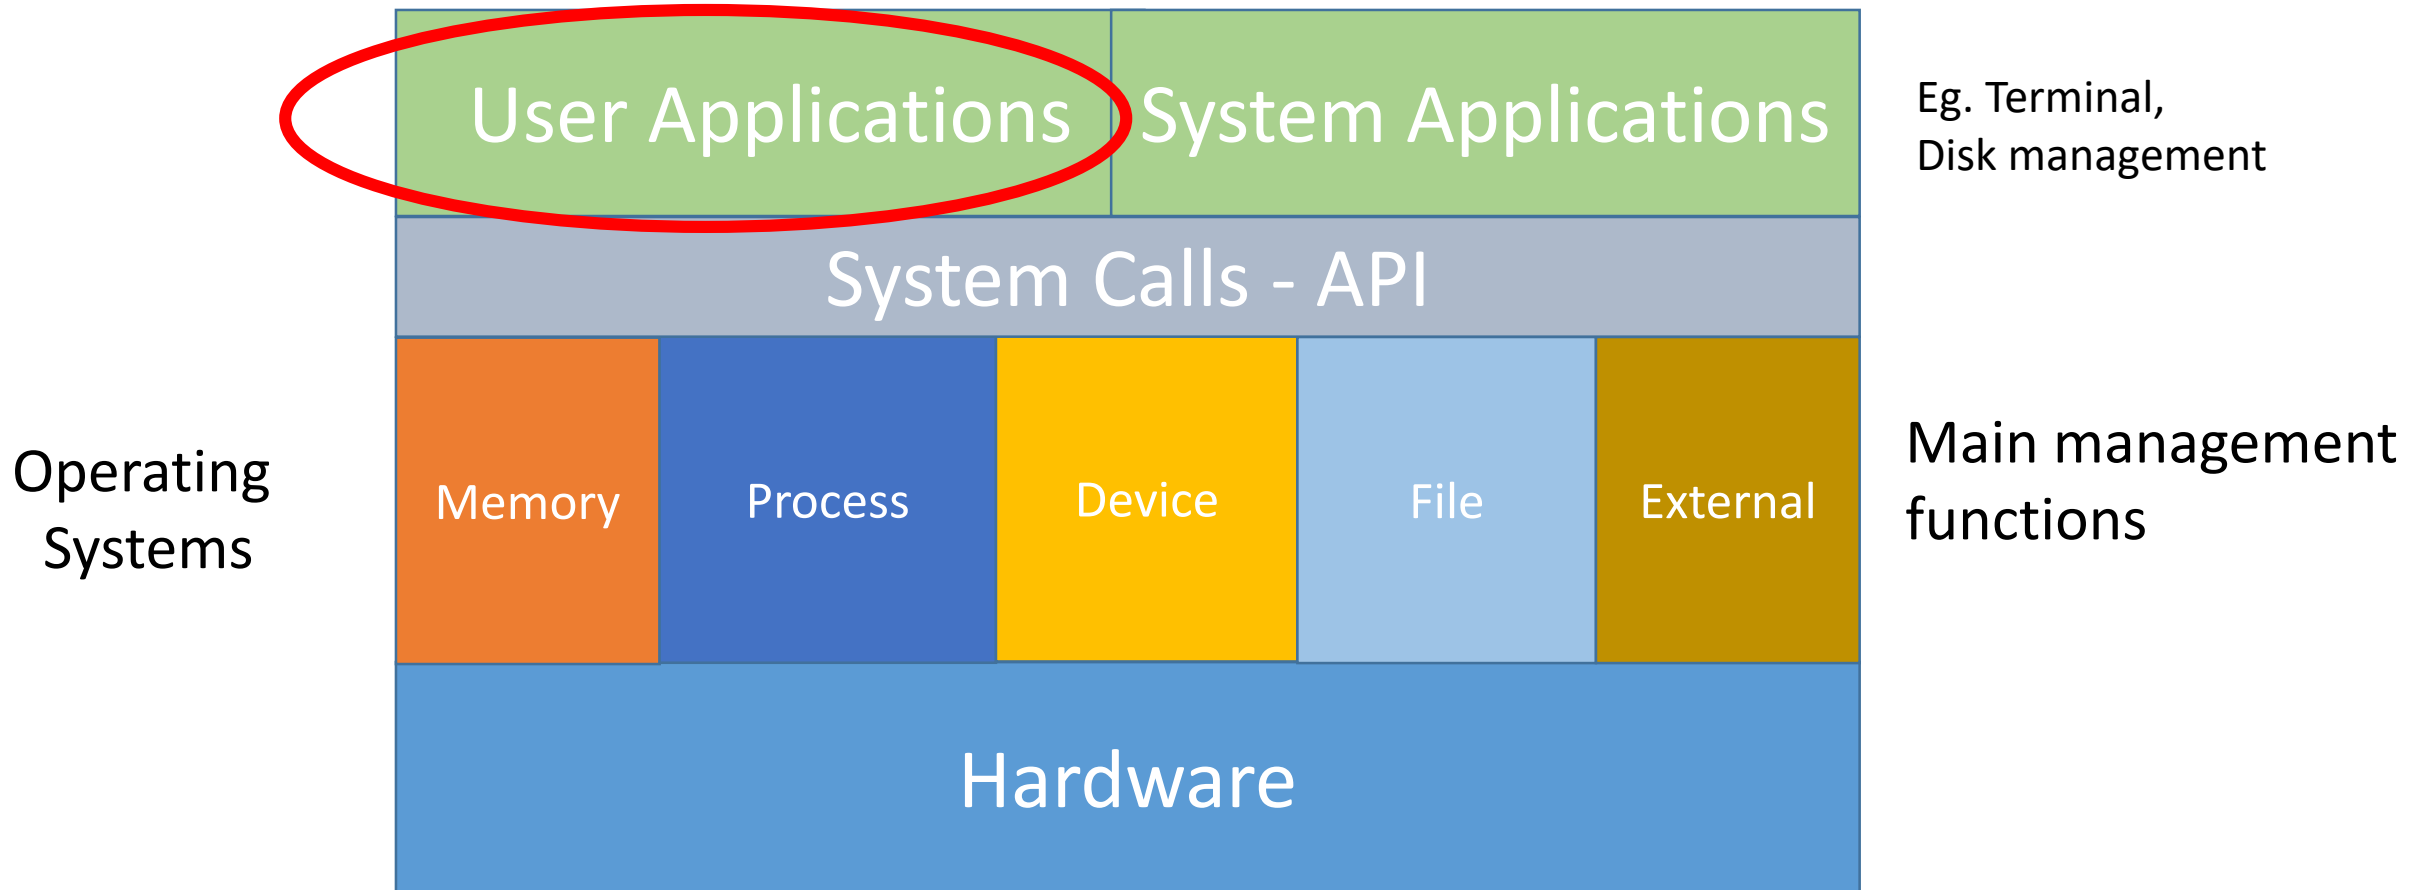 User Applications
System Applications
Eg. Terminal,
Disk management
System Calls - API
Operating
Systems
Memory
Process
Device
File
External
Main management
functions
Hardware